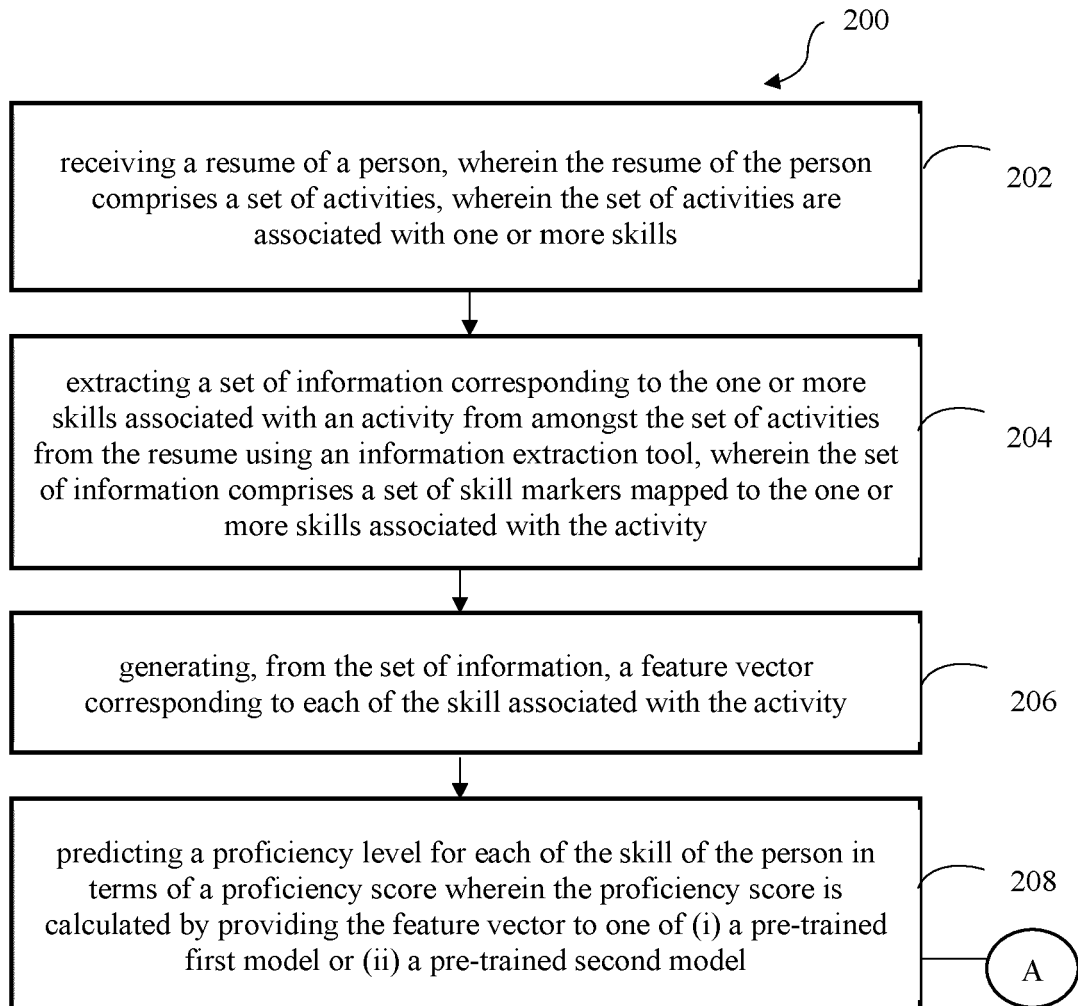 200
receiving a resume of a person, wherein the resume of the person
comprises a set of activities, wherein the set of activities are
associated with one or more skills
202
extracting a set of information corresponding to the one or more
skills associated with an activity from amongst the set of activities
from the resume using an information extraction tool, wherein the set
of information comprises a set of skill markers mapped to the one or
more skills associated with the activity
204
generating, from the set of information, a feature vector
corresponding to each of the skill associated with the activity
206
predicting a proficiency level for each of the skill of the person in
terms of a proficiency score wherein the proficiency score is
calculated by providing the feature vector to one of (i) a pre-trained
first model or (ii) a pre-trained second model
208
A